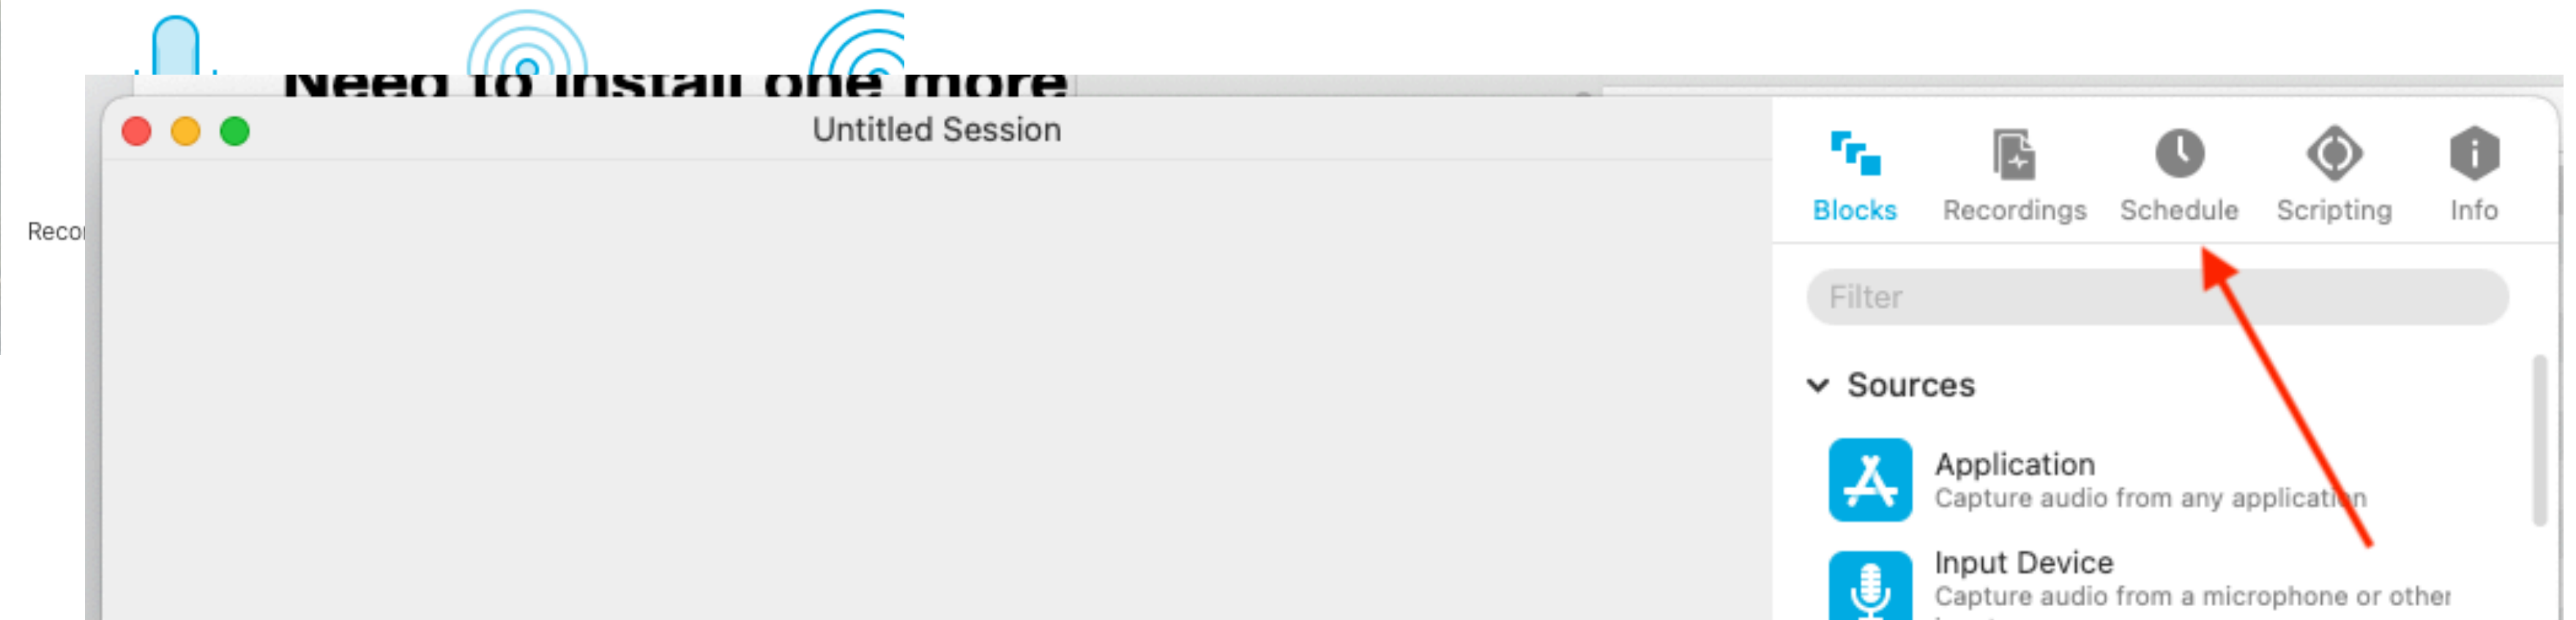 Need to install one more
Untitled Session
Blocks Recordings Schedule Scripting Info
Filter
Sources
Application
Capture audio from any application
Input Device
Capture audio from a microphone or other